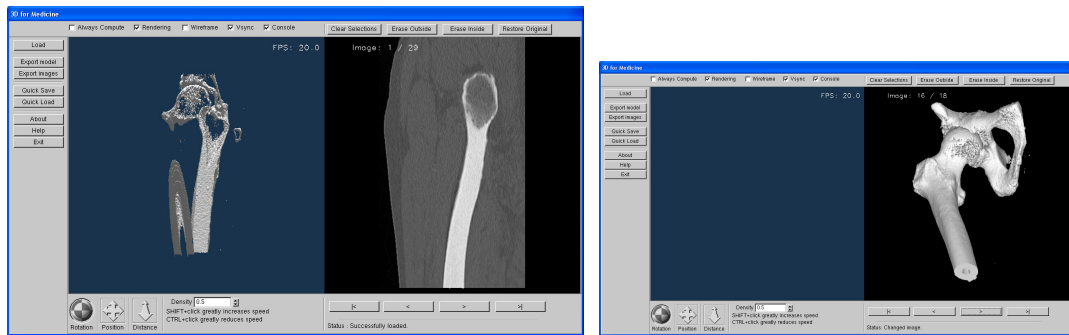 3D for Medicine
Always Compute Rendering Wireframe Vsync Console
Clear Selections Erase Outside Erase Inside Restore Original
Load
Export model
Export images
Quick Save
Quick Load
About
Help
Exit
FPS: 20.0
Image: 1 / 29
Rotation Position Distance
Density 0.5
SHIFT+click greatly increases speed
CTRL+click greatly reduces speed
|< < > >|
Status : Successfully loaded.
3D for Medicine
Always Compute Rendering Wireframe Vsync Console
Clear Selections Erase Outside Erase Inside Restore Original
Load
Export model
Export images
Quick Save
Quick Load
About
Help
Exit
FPS: 20.0
Image: 16 / 18
Rotation Position Distance
Density 0.5
SHIFT+click greatly increases speed
CTRL+click greatly reduces speed
|< < > >|
Status: Changed image.